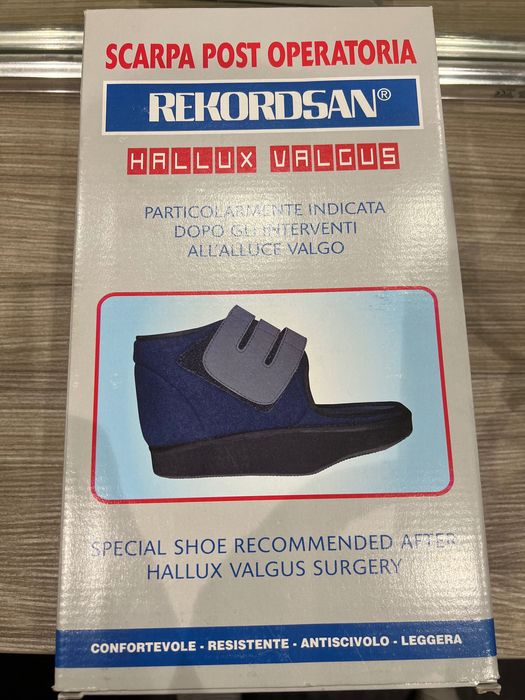 SCARPA POST OPERATORIA
REKORDSAN®
HALLUX VALGUS
PARTICOLARMENTE INDICATA
DOPO GLI INTERVENTI
ALL'ALLUCE VALGO
SPECIAL SHOE RECOMMENDED AFTER
HALLUX VALGUS SURGERY
CONFORTEVOLE - RESISTENTE - ANTISCIVOLO - LEGGERA